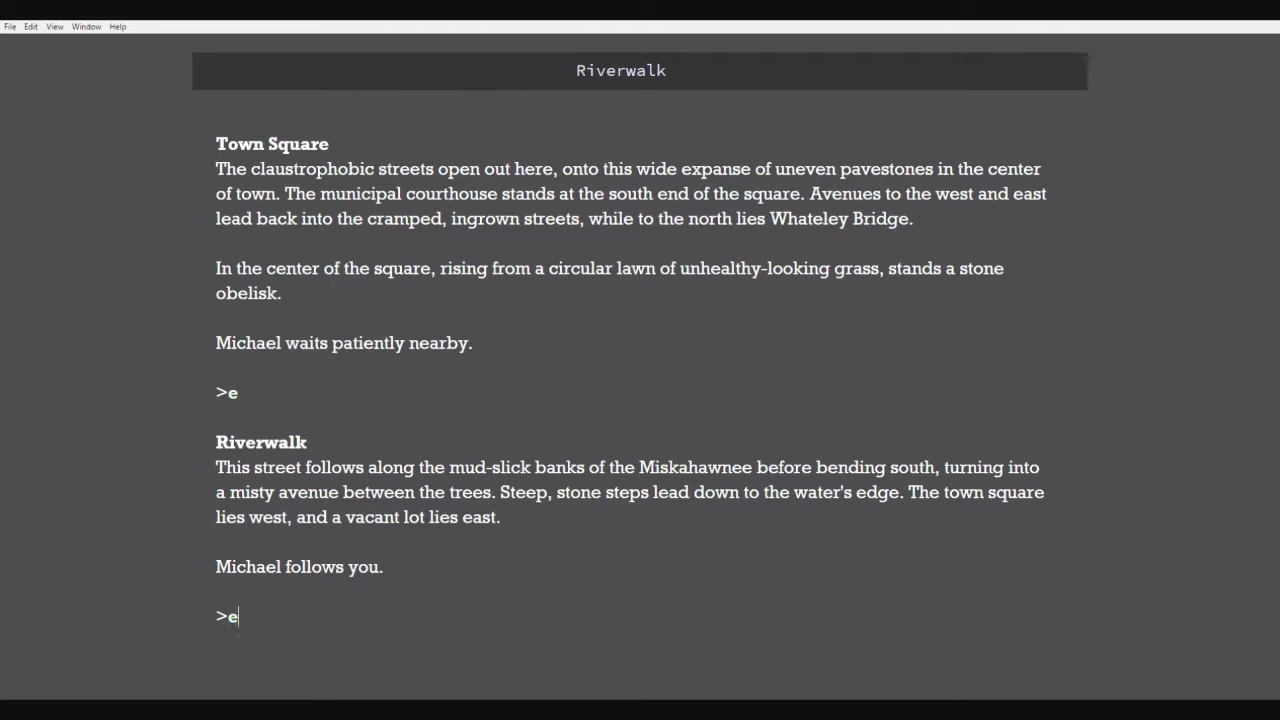 File Edit View Window Help
Riverwalk
Town Square
The claustrophobic streets open out here, onto this wide expanse of uneven pavestones in the center
of town. The municipal courthouse stands at the south end of the square. Avenues to the west and east
lead back into the cramped, ingrown streets, while to the north lies Whateley Bridge.
In the center of the square, rising from a circular lawn of unhealthy-looking grass, stands a stone
obelisk.
Michael waits patiently nearby.
>e
Riverwalk
This street follows along the mud-slick banks of the Miskahawnee before bending south, turning into
a misty avenue between the trees. Steep, stone steps lead down to the water's edge. The town square
lies west, and a vacant lot lies east.
Michael follows you.
>e